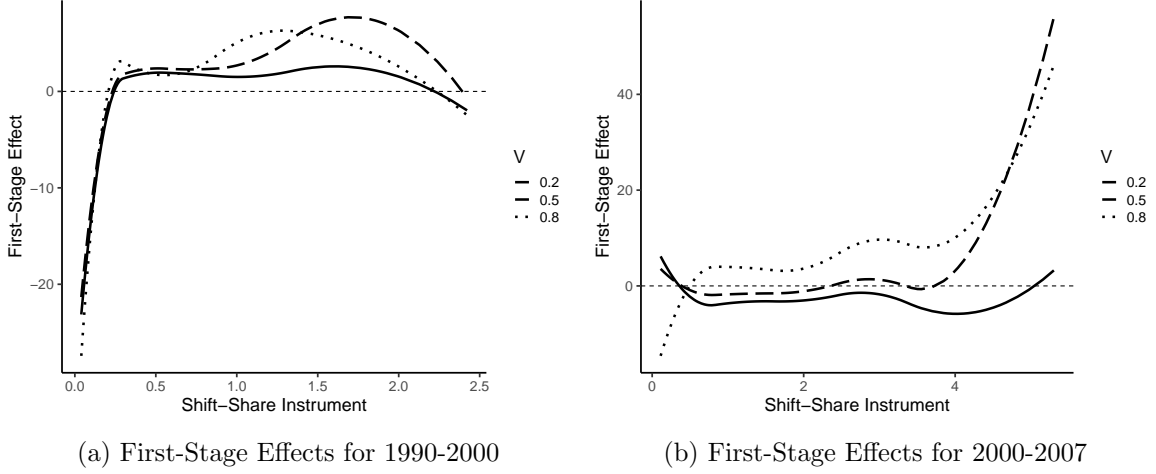 0
−10
−20
0.0 0.5 1.0 1.5 2.0 2.5
First−Stage Effect
Shift−Share Instrument
V
0.2
0.5
0.8
(a) First-Stage Effects for 1990-2000
40
20
0
0 2 4
First−Stage Effect
Shift−Share Instrument
V
0.2
0.5
0.8
(b) First-Stage Effects for 2000-2007